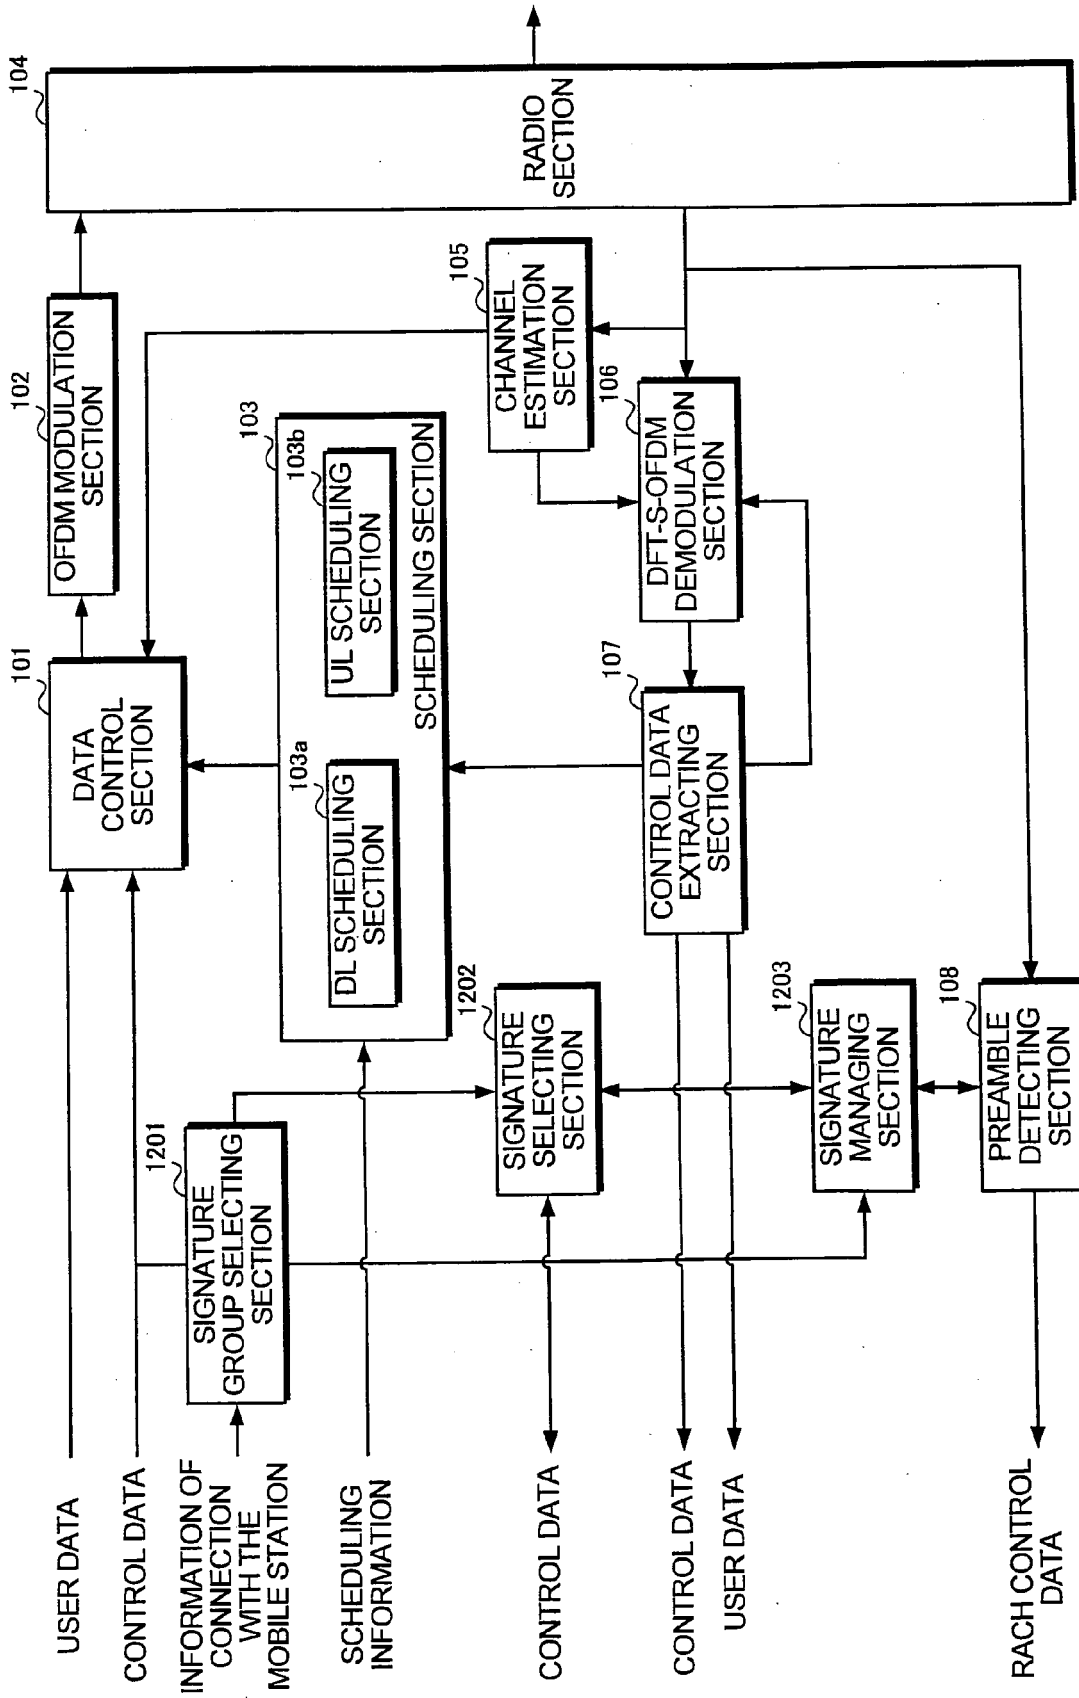 USER DATA
CONTROL DATA
INFORMATION OF
CONNECTION
WITH THE
MOBILE STATION
SCHEDULING
INFORMATION
CONTROL DATA
CONTROL DATA
USER DATA
RACH CONTROL
DATA
1201
SIGNATURE
GROUP SELECTING
SECTION
1202
SIGNATURE
SELECTING
SECTION
1203
SIGNATURE
MANAGING
SECTION
108
PREAMBLE
DETECTING
SECTION
101
DATA
CONTROL
SECTION
103
103a
DL SCHEDULING
SECTION
103b
UL SCHEDULING
SECTION
SCHEDULING SECTION
107
CONTROL DATA
EXTRACTING
SECTION
102
OFDM MODULATION
SECTION
105
CHANNEL
ESTIMATION
SECTION
106
DFT-S-OFDM
DEMODULATION
SECTION
104
RADIO
SECTION